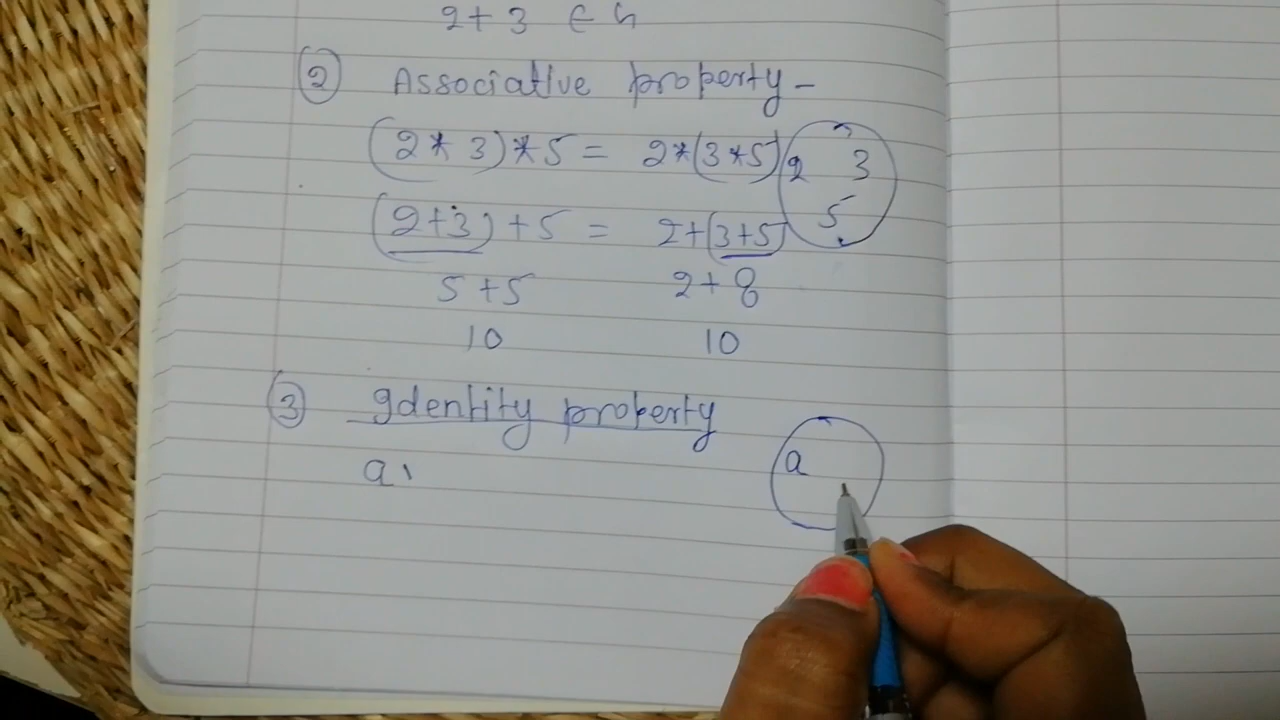 2 + 3 ∈ G
② Associative property -
(2 * 3) * 5 = 2 * (3 * 5) 2 3
5
(2+3) + 5 = 2+(3+5)
5 + 5 2 + 8
10 10
③ Identity property
a, a